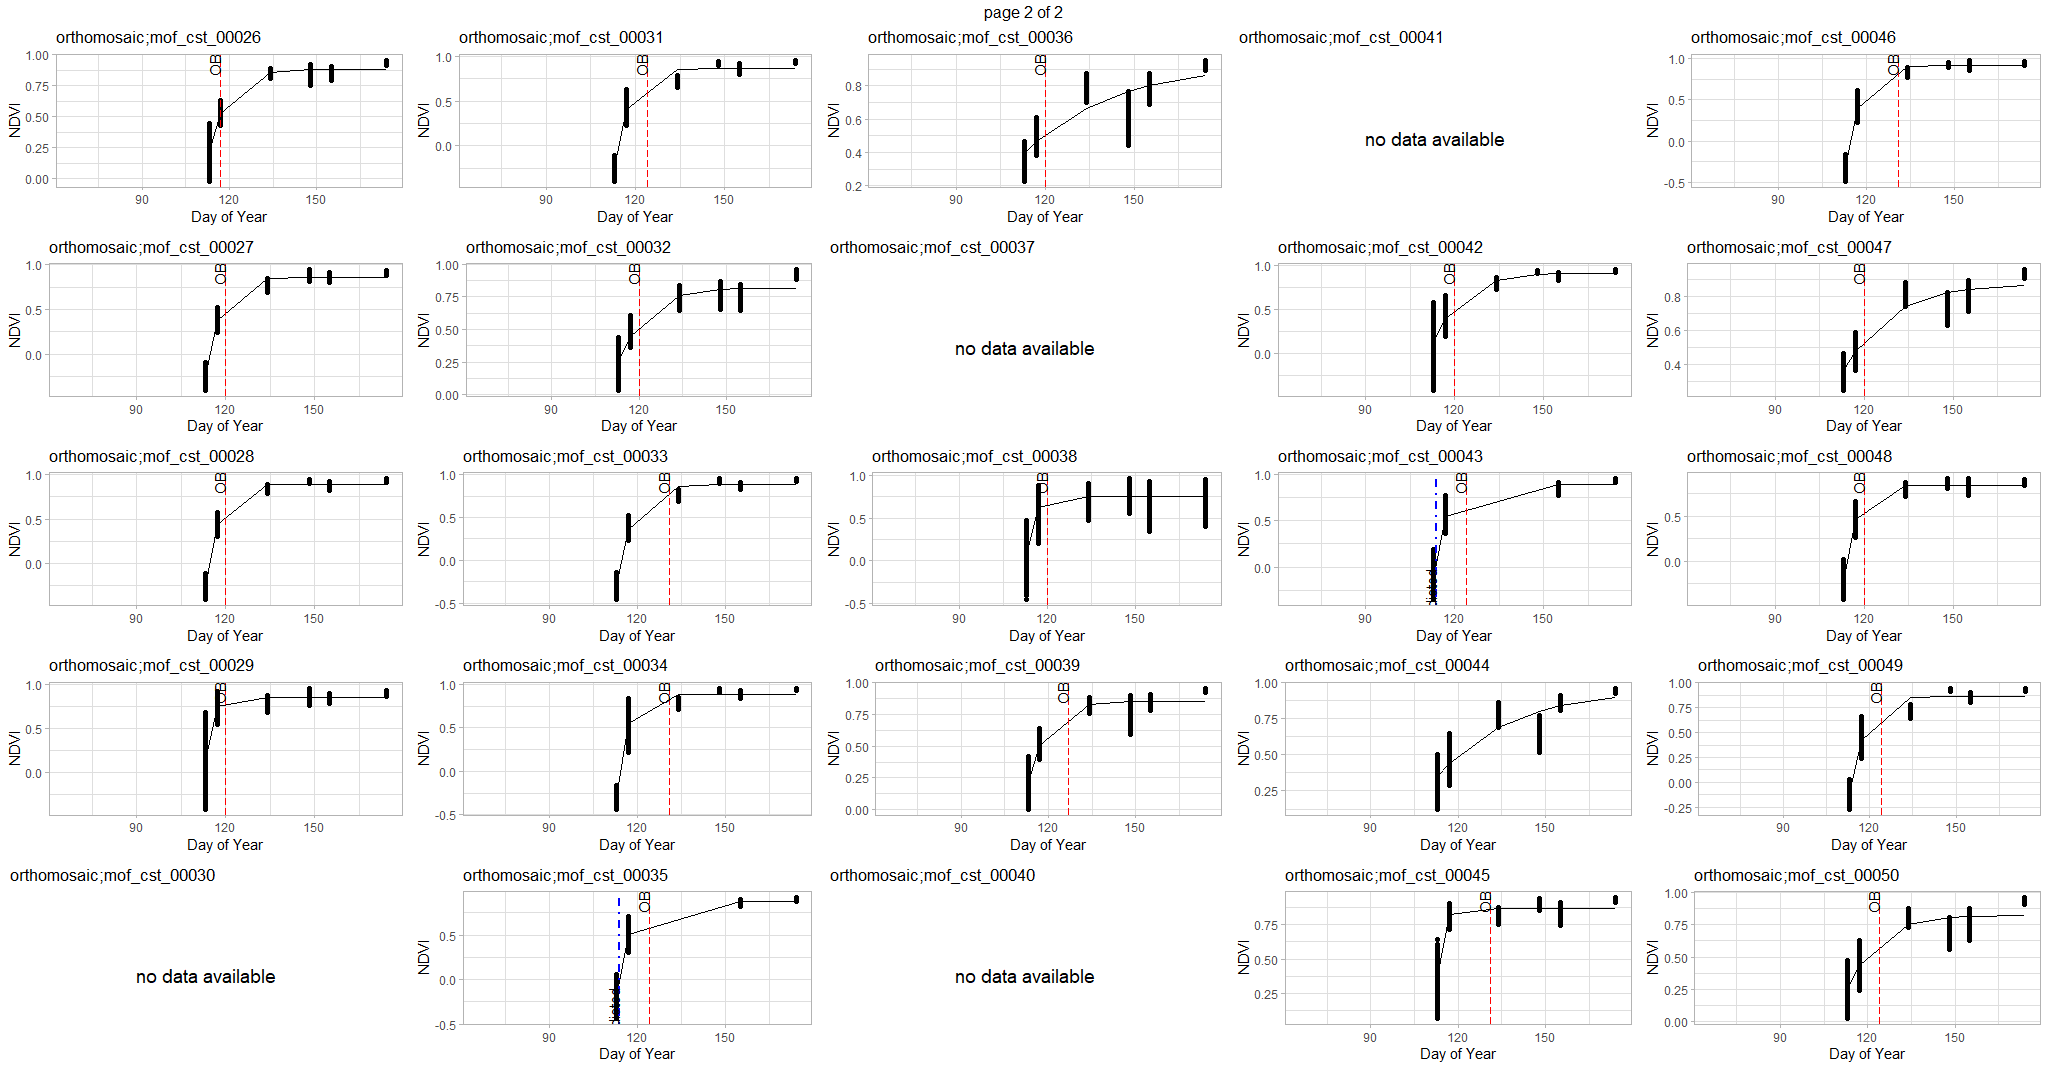 page 2 of 2
orthomosaic;mof_cst_00026
OB
1.00
0.75
0.50
0.25
0.00
NDVI
90 120 150
Day of Year
orthomosaic;mof_cst_00031
OB
1.0
0.5
0.0
NDVI
90 120 150
Day of Year
orthomosaic;mof_cst_00036
OB
0.8
0.6
0.4
0.2
NDVI
90 120 150
Day of Year
orthomosaic;mof_cst_00041
no data available
orthomosaic;mof_cst_00046
OB
1.0
0.5
0.0
-0.5
NDVI
90 120 150
Day of Year
orthomosaic;mof_cst_00027
OB
1.0
0.5
0.0
NDVI
90 120 150
Day of Year
orthomosaic;mof_cst_00032
OB
1.00
0.75
0.50
0.25
0.00
NDVI
90 120 150
Day of Year
orthomosaic;mof_cst_00037
no data available
orthomosaic;mof_cst_00042
OB
1.0
0.5
0.0
NDVI
90 120 150
Day of Year
orthomosaic;mof_cst_00047
OB
0.8
0.6
0.4
NDVI
90 120 150
Day of Year
orthomosaic;mof_cst_00028
OB
1.0
0.5
0.0
NDVI
90 120 150
Day of Year
orthomosaic;mof_cst_00033
OB
1.0
0.5
0.0
-0.5
NDVI
90 120 150
Day of Year
orthomosaic;mof_cst_00038
OB
1.0
0.5
0.0
-0.5
NDVI
90 120 150
Day of Year
orthomosaic;mof_cst_00043
OB
1.0
0.5
0.0
NDVI
90 120 150
Day of Year
orthomosaic;mof_cst_00048
OB
0.5
0.0
NDVI
90 120 150
Day of Year
orthomosaic;mof_cst_00029
OB
1.0
0.5
0.0
NDVI
90 120 150
Day of Year
orthomosaic;mof_cst_00034
OB
1.0
0.5
0.0
-0.5
NDVI
90 120 150
Day of Year
orthomosaic;mof_cst_00039
OB
1.00
0.75
0.50
0.25
0.00
NDVI
90 120 150
Day of Year
orthomosaic;mof_cst_00044
1.00
0.75
0.50
0.25
NDVI
90 120 150
Day of Year
orthomosaic;mof_cst_00049
OB
1.00
0.75
0.50
0.25
0.00
-0.25
NDVI
90 120 150
Day of Year
orthomosaic;mof_cst_00030
no data available
orthomosaic;mof_cst_00035
OB
0.5
0.0
-0.5
NDVI
90 120 150
Day of Year
orthomosaic;mof_cst_00040
no data available
orthomosaic;mof_cst_00045
OB
0.75
0.50
0.25
NDVI
90 120 150
Day of Year
orthomosaic;mof_cst_00050
OB
1.00
0.75
0.50
0.25
0.00
NDVI
90 120 150
Day of Year